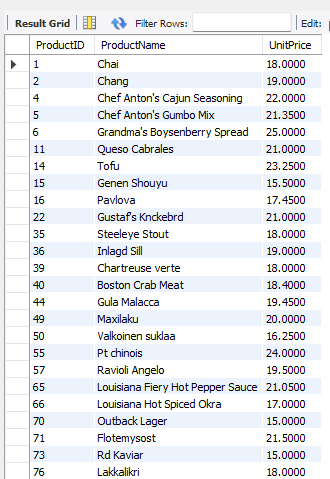 Result Grid Filter Rows: Edit:
ProductID ProductName UnitPrice
1 Chai 18.0000
2 Chang 19.0000
4 Chef Anton's Cajun Seasoning 22.0000
5 Chef Anton's Gumbo Mix 21.3500
6 Grandma's Boysenberry Spread 25.0000
11 Queso Cabrales 21.0000
14 Tofu 23.2500
15 Genen Shouyu 15.5000
16 Pavlova 17.4500
22 Gustaf's Knckebrd 21.0000
35 Steeleye Stout 18.0000
36 Inlagd Sill 19.0000
39 Chartreuse verte 18.0000
40 Boston Crab Meat 18.4000
44 Gula Malacca 19.4500
49 Maxilaku 20.0000
50 Valkoinen suklaa 16.2500
55 Pt chinois 24.0000
57 Ravioli Angelo 19.5000
65 Louisiana Fiery Hot Pepper Sauce 21.0500
66 Louisiana Hot Spiced Okra 17.0000
70 Outback Lager 15.0000
71 Flotemysost 21.5000
73 Rd Kaviar 15.0000
76 Lakkalikri 18.0000